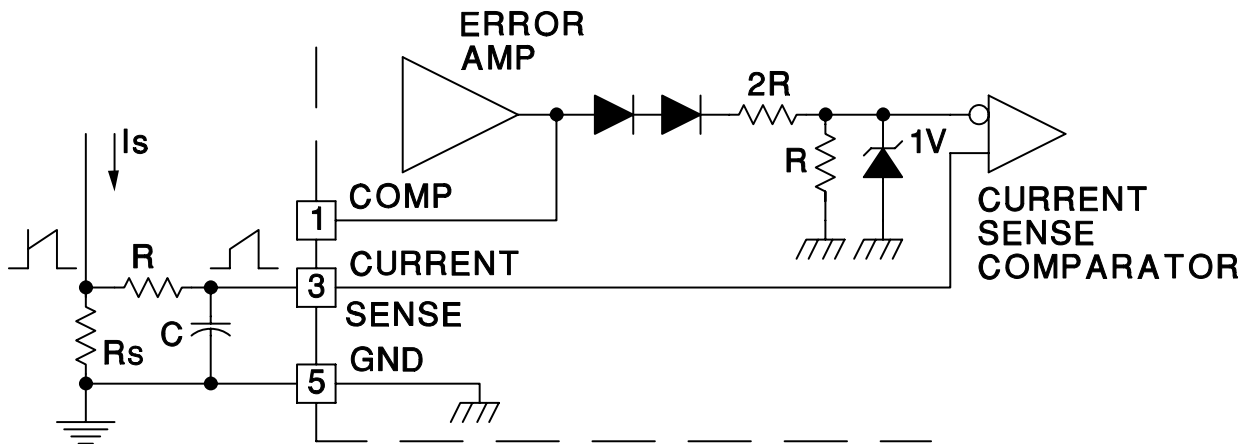 ERROR
AMP
2R
Is
R
1V
COMP
1
CURRENT
SENSE
COMPARATOR
R
CURRENT
3
SENSE
C
Rs
GND
5